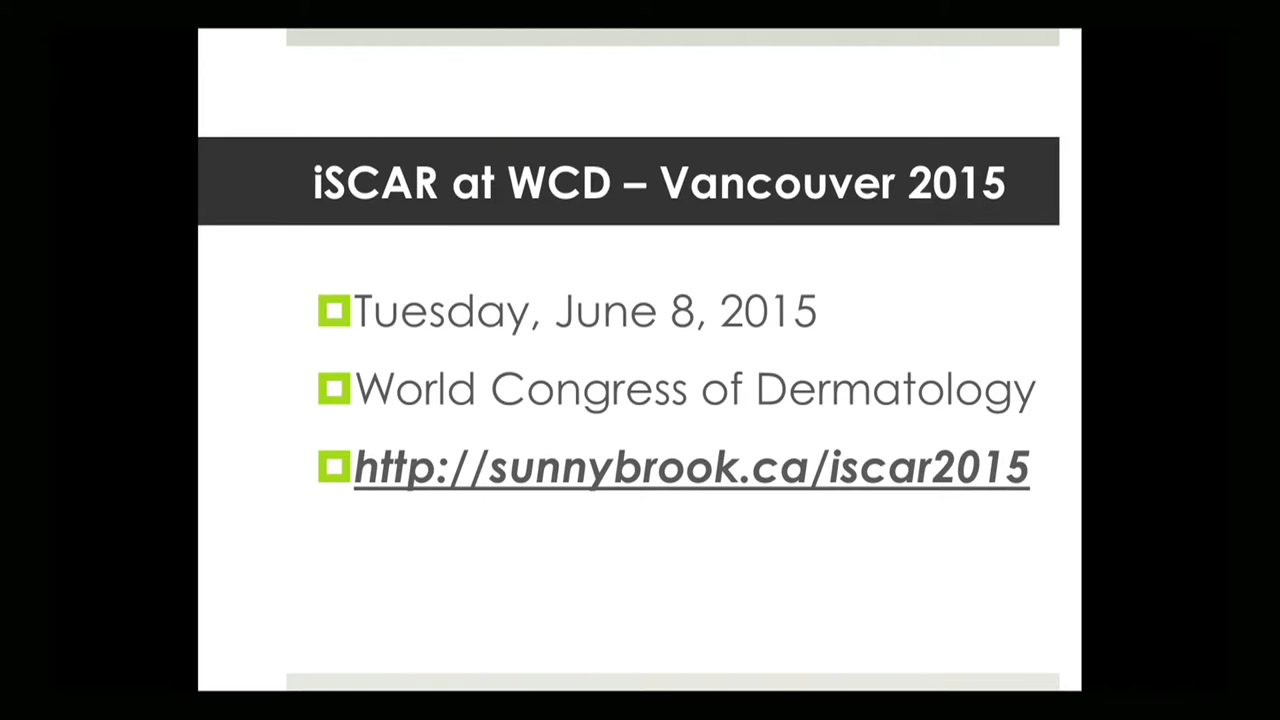 iSCAR at WCD – Vancouver 2015
Tuesday, June 8, 2015
World Congress of Dermatology
http://sunnybrook.ca/iscar2015